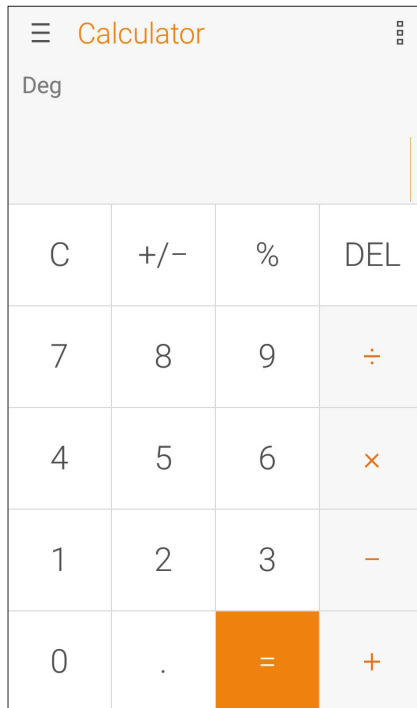 Calculator
Deg
C +/− % DEL
7 8 9 ÷
4 5 6 ×
1 2 3 −
0 . = +